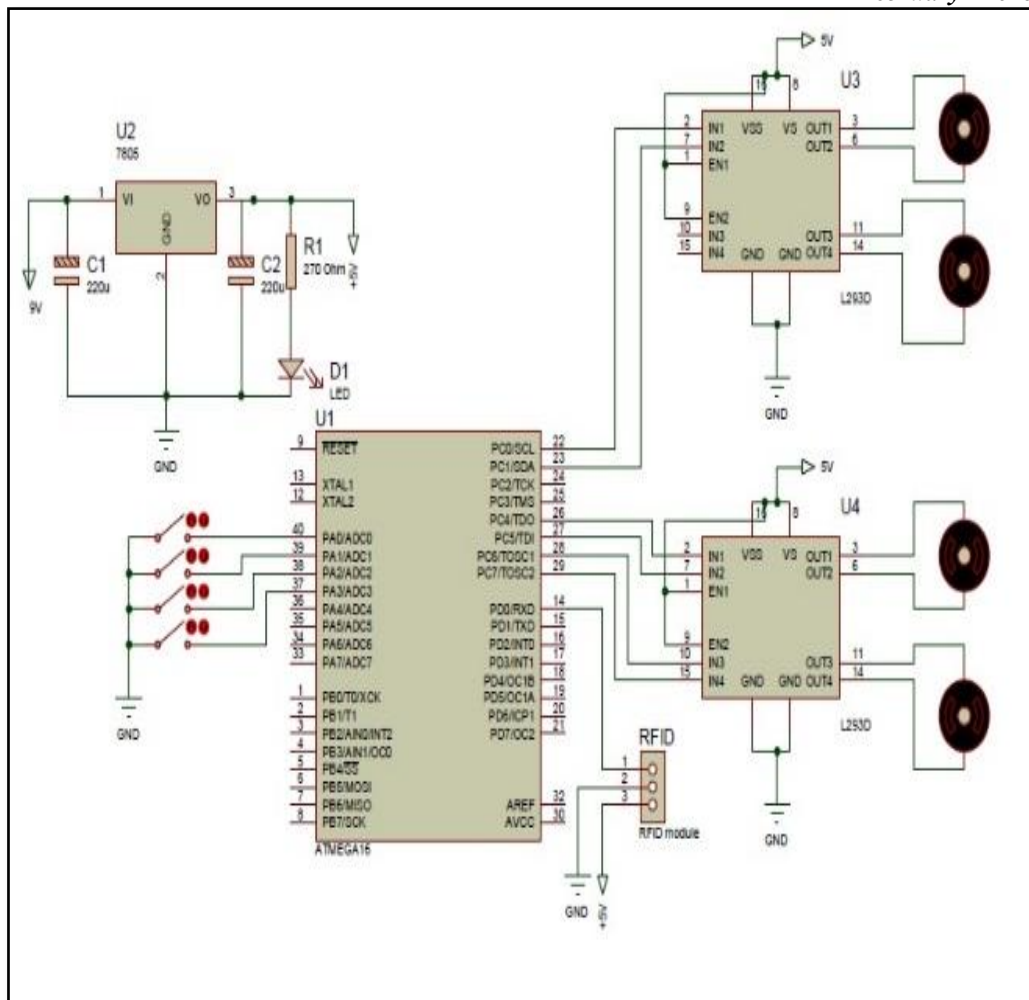 U2
7805
1
VI
VO
3
GND
2
C1
220u
C2
220u
R1
270 Ohm
+5V
9V
D1
LED
GND
5V
U3
16
8
2
IN1
VSS
VS
OUT1
3
7
IN2
OUT2
6
1
EN1
9
EN2
10
IN3
OUT3
11
15
IN4
GND
GND
OUT4
14
L293D
GND
U1
9
RESET
PC0/SCL
22
PC1/SDA
23
13
XTAL1
PC2/TCK
24
12
XTAL2
PC3/TMS
25
PC4/TDO
26
40
PA0/ADC0
PC5/TDI
27
39
PA1/ADC1
PC6/TOSC1
28
38
PA2/ADC2
PC7/TOSC2
29
37
PA3/ADC3
36
PA4/ADC4
PD0/RXD
14
35
PA5/ADC5
PD1/TXD
15
34
PA6/ADC6
PD2/INT0
16
33
PA7/ADC7
PD3/INT1
17
PD4/OC1B
18
1
PB0/T0/XCK
PD5/OC1A
19
2
PB1/T1
PD6/ICP1
20
3
PB2/AIN0/INT2
PD7/OC2
21
4
PB3/AIN1/OC0
5
PB4/SS
6
PB5/MOSI
7
PB6/MISO
AREF
32
8
PB7/SCK
AVCC
30
ATMEGA16
GND
5V
U4
16
8
2
IN1
VSS
VS
OUT1
3
7
IN2
OUT2
6
1
EN1
9
EN2
10
IN3
OUT3
11
15
IN4
GND
GND
OUT4
14
L293D
GND
RFID
1
2
3
RFID module
GND
+5V